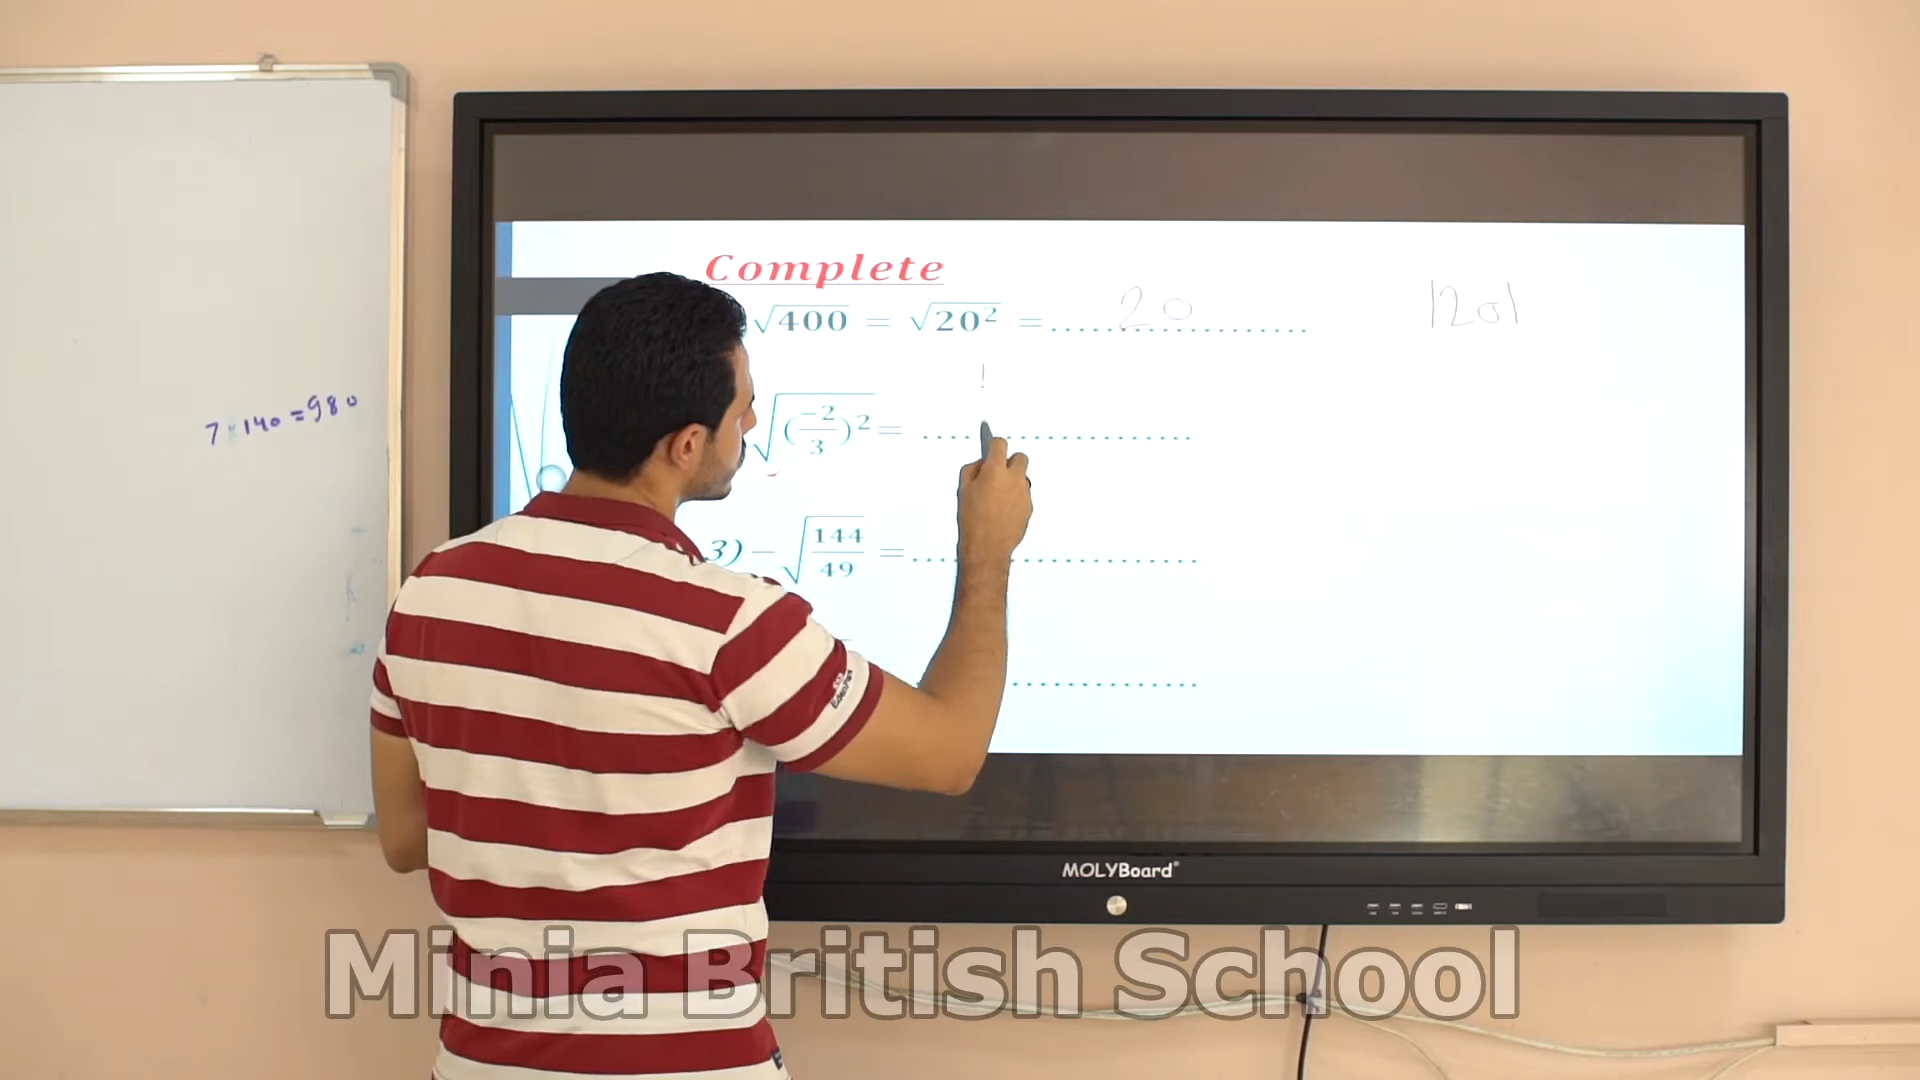 7 · 140 = 980
Complete
√400 = √20² = .................... 20
|20|
√(-2/3)² = ....................
3) - √144/49 = ....................
....................
MOLYBoard
Minia British School